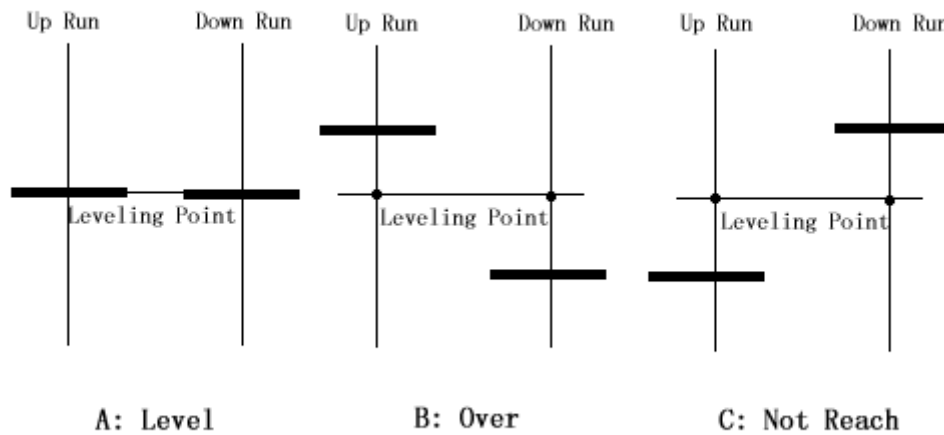 Up Run Down Run Up Run Down Run Up Run Down Run
Leveling Point Leveling Point Leveling Point
A: Level B: Over C: Not Reach